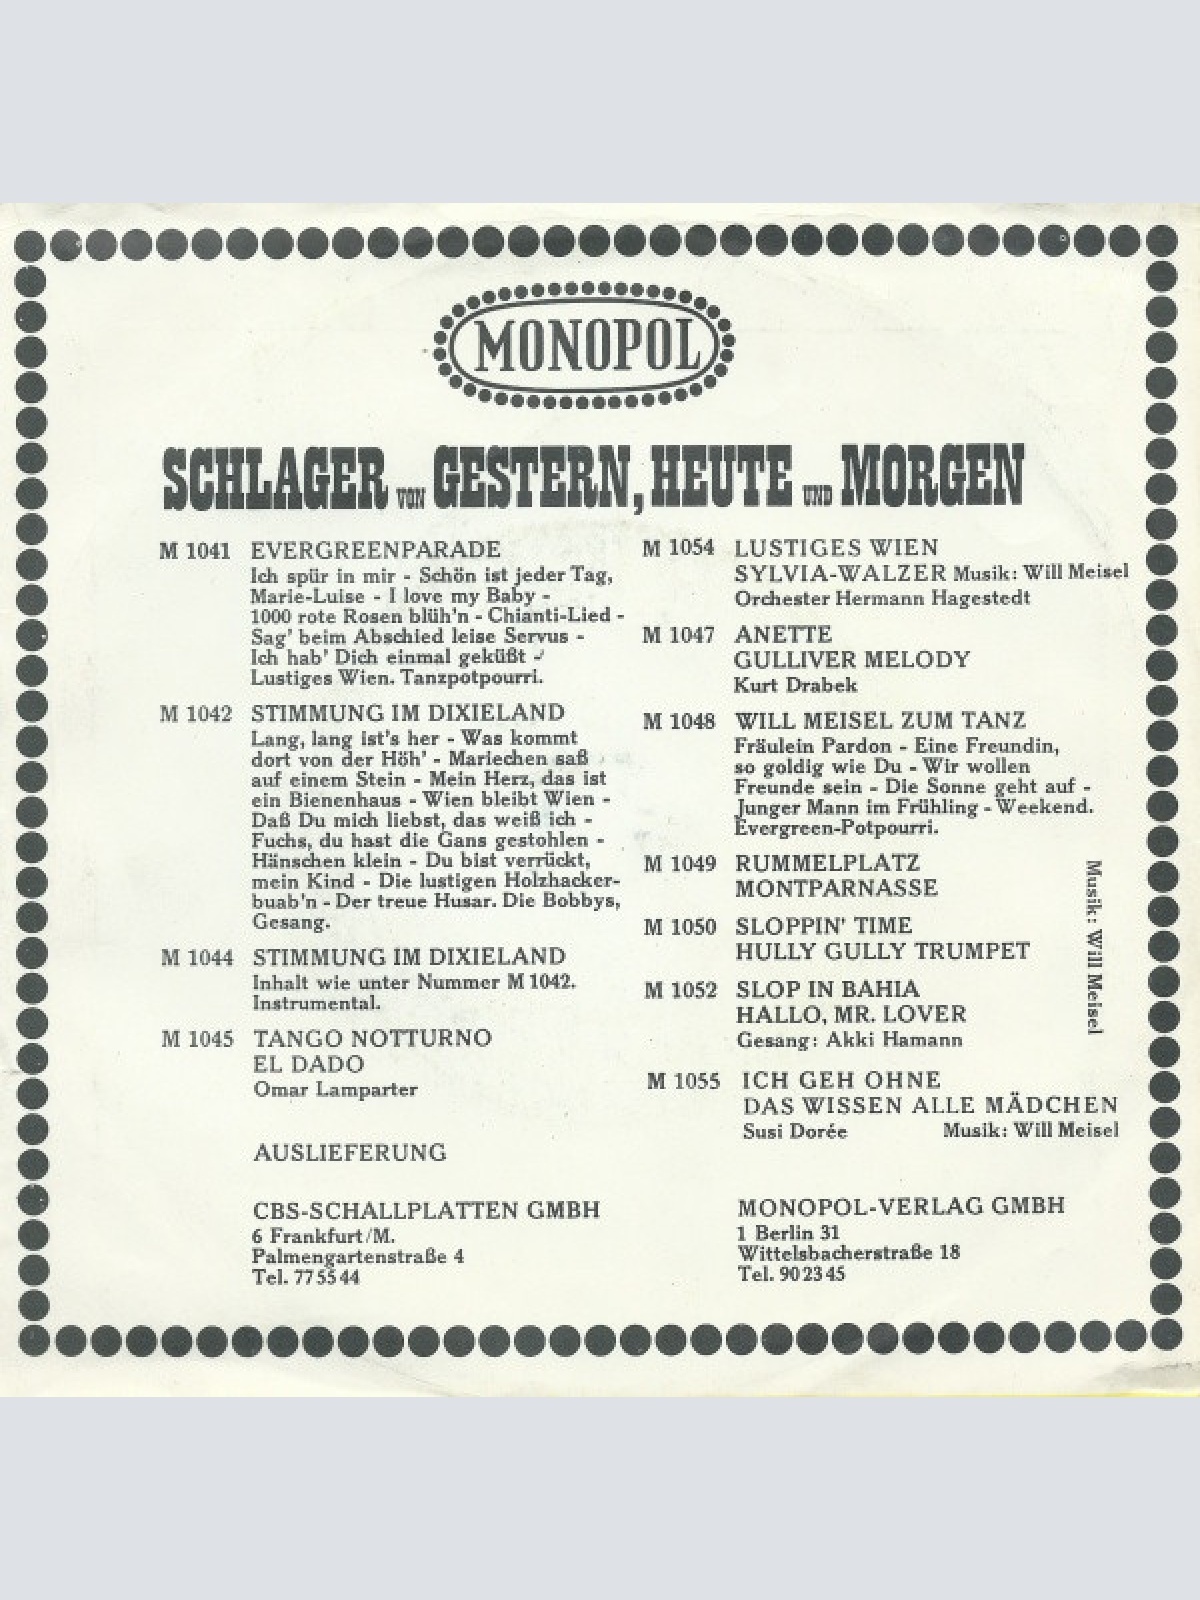 MONOPOL
SCHLAGER VON GESTERN, HEUTE UND MORGEN
M 1041 EVERGREENPARADE
Ich spür in mir - Schön ist jeder Tag,
Marie-Luise - I love my Baby -
1000 rote Rosen blüh'n - Chianti-Lied -
Sag' beim Abschied leise Servus -
Ich hab' Dich einmal geküßt -
Lustiges Wien. Tanzpotpourri.
M 1042 STIMMUNG IM DIXIELAND
Lang, lang ist's her - Was kommt
dort von der Höh' - Mariechen saß
auf einem Stein - Mein Herz, das ist
ein Bienenhaus - Wien bleibt Wien -
Daß Du mich liebst, das weiß ich -
Fuchs, du hast die Gans gestohlen -
Hänschen klein - Du bist verrückt,
mein Kind - Die lustigen Holzhacker-
buab'n - Der treue Husar. Die Bobbys,
Gesang.
M 1044 STIMMUNG IM DIXIELAND
Inhalt wie unter Nummer M 1042.
Instrumental.
M 1045 TANGO NOTTURNO
EL DADO
Omar Lamparter
AUSLIEFERUNG
CBS-SCHALLPLATTEN GMBH
6 Frankfurt/M.
Palmengartenstraße 4
Tel. 77 55 44
M 1054 LUSTIGES WIEN
SYLVIA-WALZER Musik: Will Meisel
Orchester Hermann Hagestedt
M 1047 ANETTE
GULLIVER MELODY
Kurt Drabek
M 1048 WILL MEISEL ZUM TANZ
Fräulein Pardon - Eine Freundin,
so goldig wie Du - Wir wollen
Freunde sein - Die Sonne geht auf -
Junger Mann im Frühling - Weekend.
Evergreen-Potpourri.
M 1049 RUMMELPLATZ
MONTPARNASSE
M 1050 SLOPPIN' TIME
HULLY GULLY TRUMPET
M 1052 SLOP IN BAHIA
HALLO, MR. LOVER
Gesang: Akki Hamann
Musik: Will Meisel
M 1055 ICH GEH OHNE
DAS WISSEN ALLE MÄDCHEN
Susi Dorée Musik: Will Meisel
MONOPOL-VERLAG GMBH
1 Berlin 31
Wittelsbacherstraße 18
Tel. 90 23 45